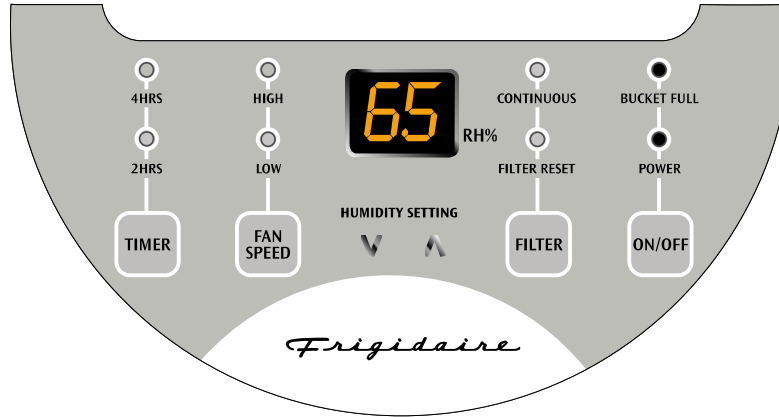 4HRS
HIGH
65
RH%
CONTINUOUS
BUCKET FULL
2HRS
LOW
FILTER RESET
POWER
HUMIDITY SETTING
TIMER
FAN
SPEED
FILTER
ON/OFF
Frigidaire